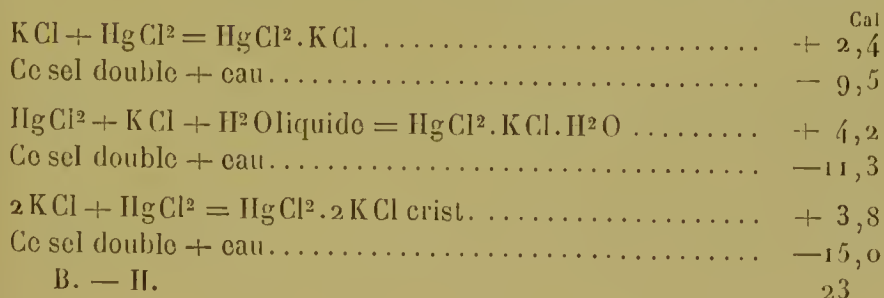 Cal
KCl + HgCl² = HgCl².KCl. .......................... + 2,4
Ce sel double + eau.................................. — 9,5
HgCl² + KCl + H²O liquide = HgCl².KCl.H²O ......... + 4,2
Ce sel double + eau.................................. —11,3
2KCl + HgCl² = HgCl².2KCl crist. ................... + 3,8
Ce sel double + eau.................................. —15,0
B. — II. 23